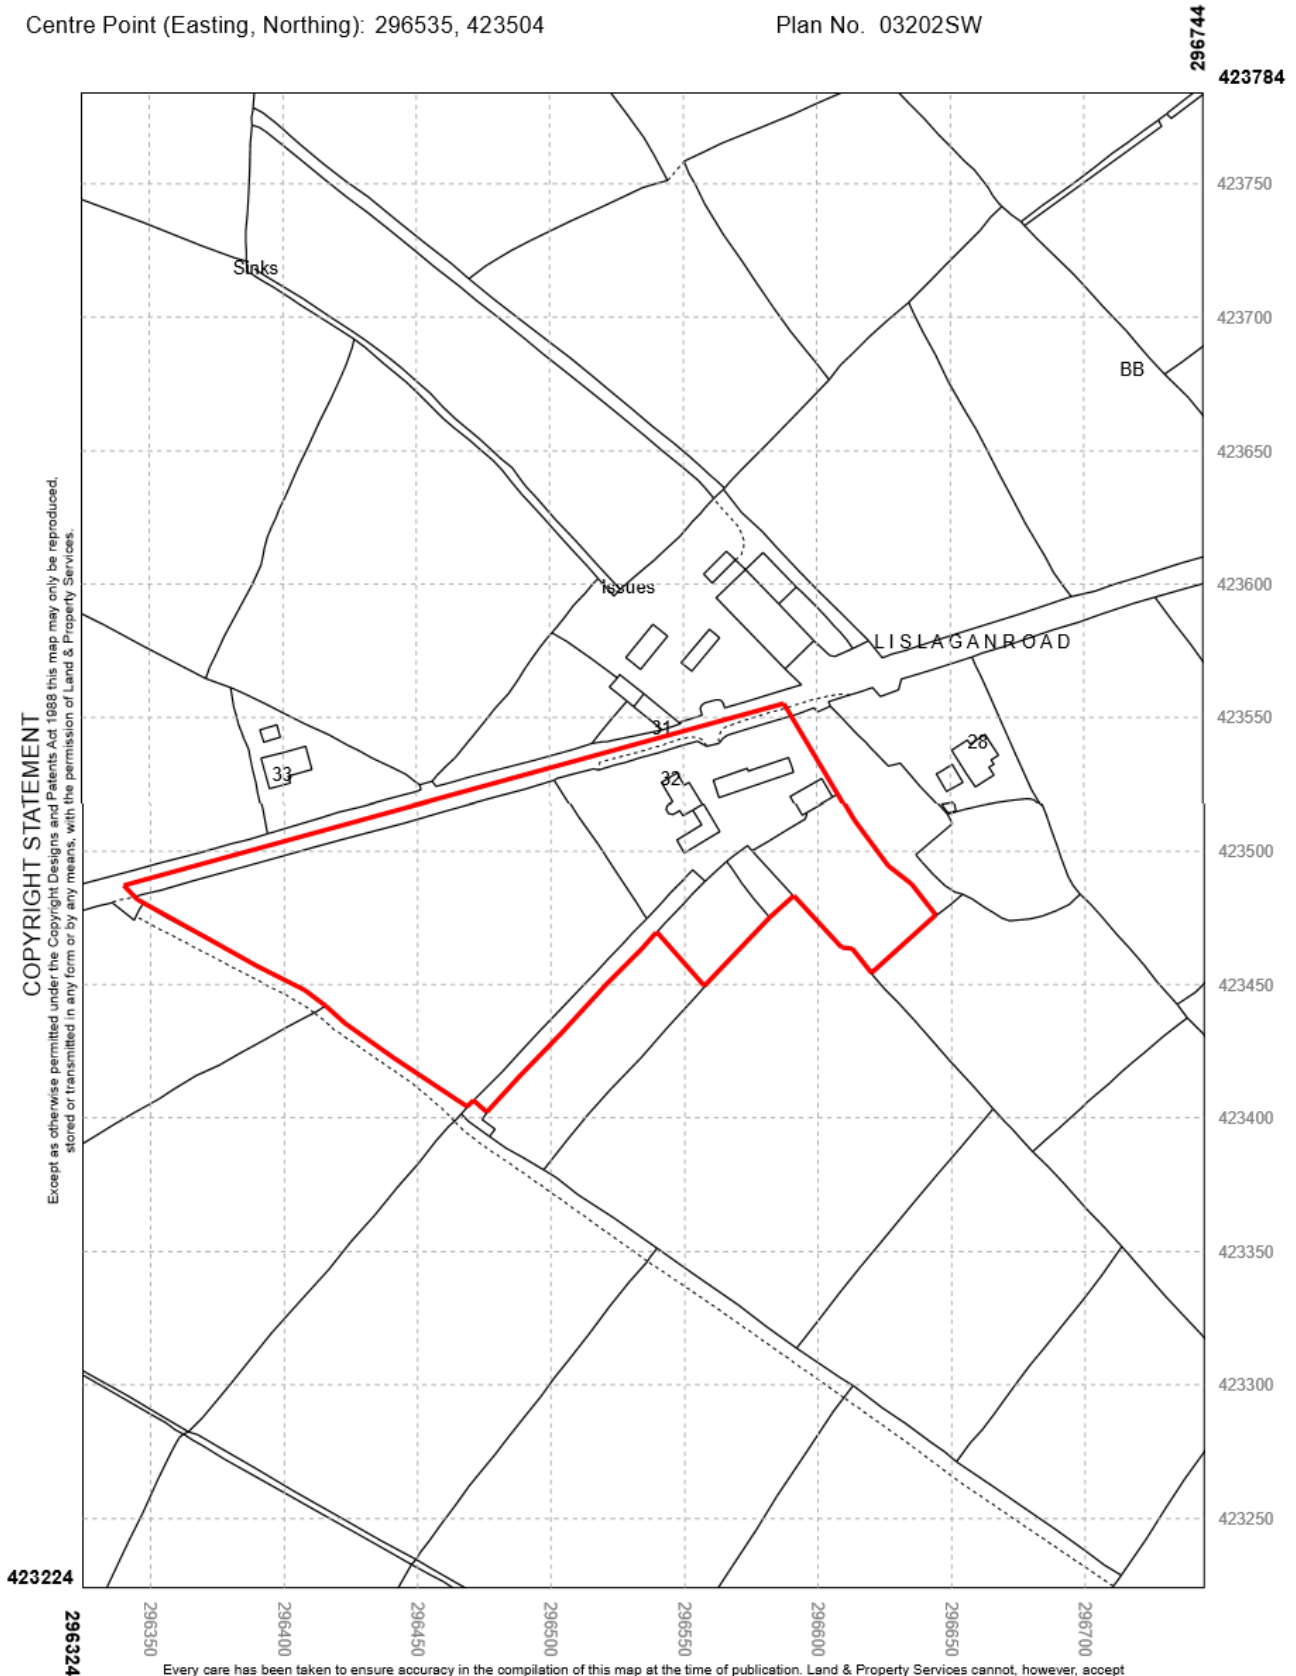 Centre Point (Easting, Northing): 296535, 423504
Plan No. 03202SW
296744
423784
423750
Sinks
423700
BB
423650
COPYRIGHT STATEMENT
Except as otherwise permitted under the Copyright Designs and Patents Act 1988 this map may only be reproduced,
stored or transmitted in any form or by any means, with the permission of Land & Property Services.
423600
Issues
LISLAGANROAD
423550
31
28
33
32
423500
423450
423400
423350
423300
423250
423224
296324
296350
296400
296450
296500
296550
296600
296650
296700
Every care has been taken to ensure accuracy in the compilation of this map at the time of publication. Land & Property Services cannot, however, accept